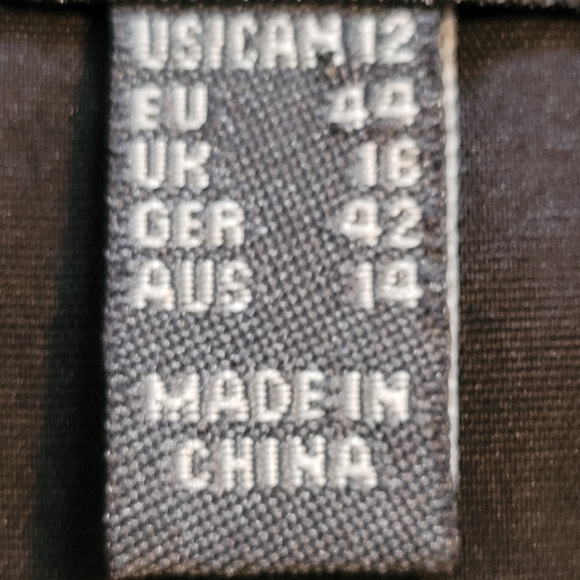 US/CAN 12
EU 44
UK 16
GER 42
AUS 14
MADE IN
CHINA